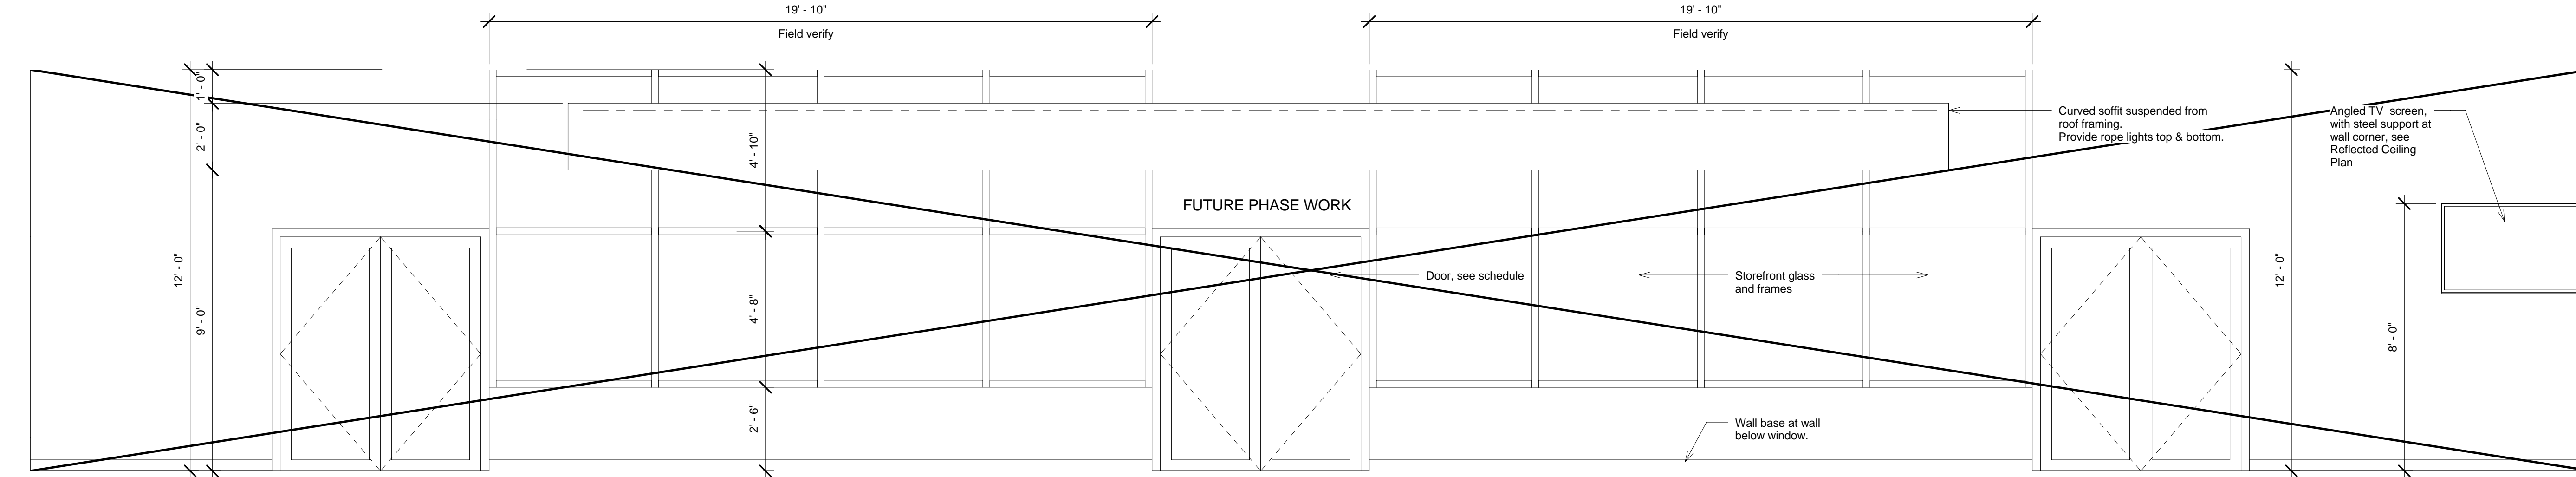 19' - 10"
Field verify
19' - 10"
Field verify
1' - 0"
2' - 0"
9' - 0"
12' - 0"
4' - 10"
4' - 8"
2' - 6"
FUTURE PHASE WORK
Door, see schedule
Storefront glass
and frames
Wall base at wall
below window.
Curved soffit suspended from
roof framing.
Provide rope lights top & bottom.
12' - 0"
Angled TV screen,
with steel support at
wall corner, see
Reflected Ceiling
Plan
8' - 0"